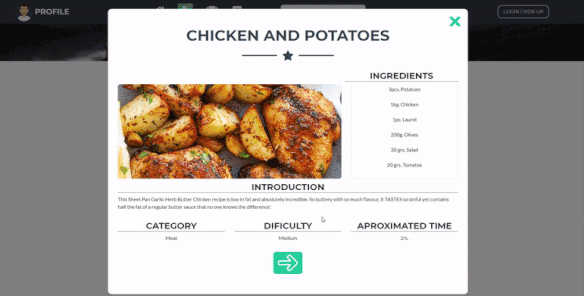 PROFILE
LOGIN / SIGN UP
CHICKEN AND POTATOES
INGREDIENTS
3pcs. Potatoes
1kg. Chicken
1pc. Laurel
200g. Olives
30 grs. Salad
20 grs. Tomatoe
INTRODUCTION
This Sheet Pan Garlic Herb Butter Chicken recipe is low in fat and absolutely incredible. So buttery with so much flavour, it TASTES so sinful yet contains
half the fat of a regular butter sauce that no one knows the difference!
CATEGORY
Meat
DIFICULTY
Medium
APROXIMATED TIME
2 h.